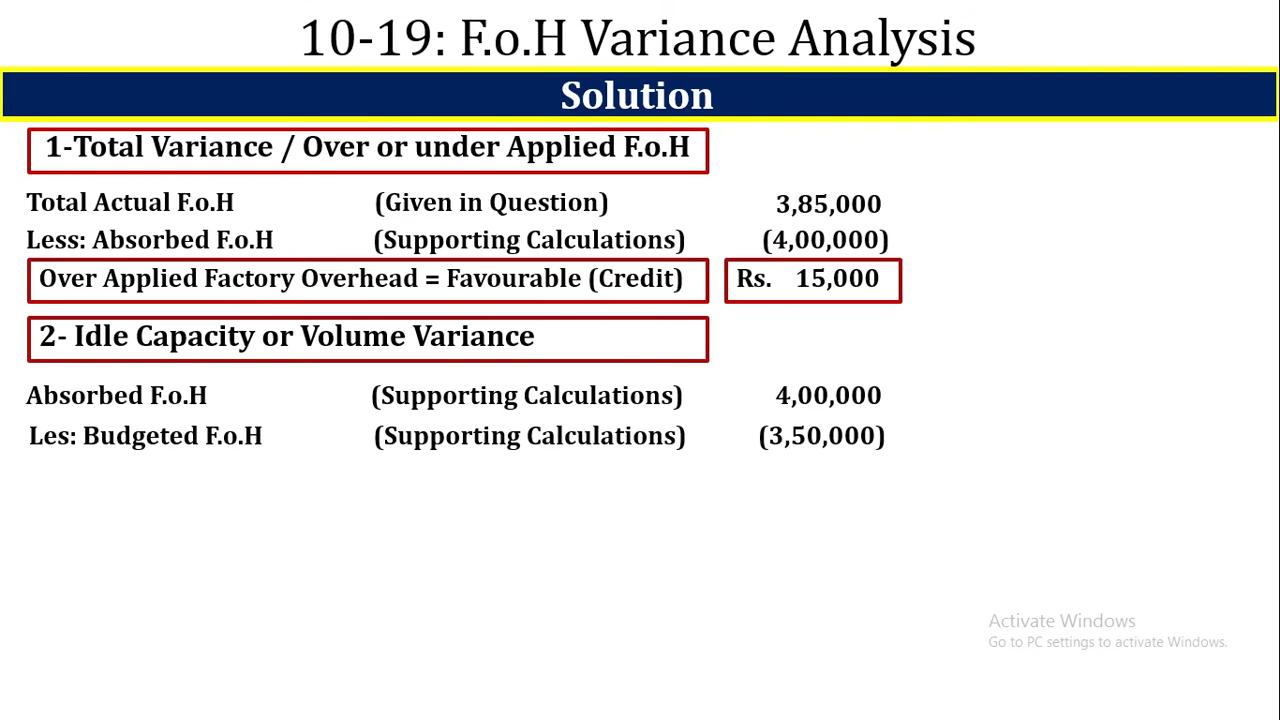 10-19: F.o.H Variance Analysis
Solution
1-Total Variance / Over or under Applied F.o.H
Total Actual F.o.H (Given in Question) 3,85,000
Less: Absorbed F.o.H (Supporting Calculations) (4,00,000)
Over Applied Factory Overhead = Favourable (Credit) Rs. 15,000
2- Idle Capacity or Volume Variance
Absorbed F.o.H (Supporting Calculations) 4,00,000
Les: Budgeted F.o.H (Supporting Calculations) (3,50,000)
Activate Windows
Go to PC settings to activate Windows.